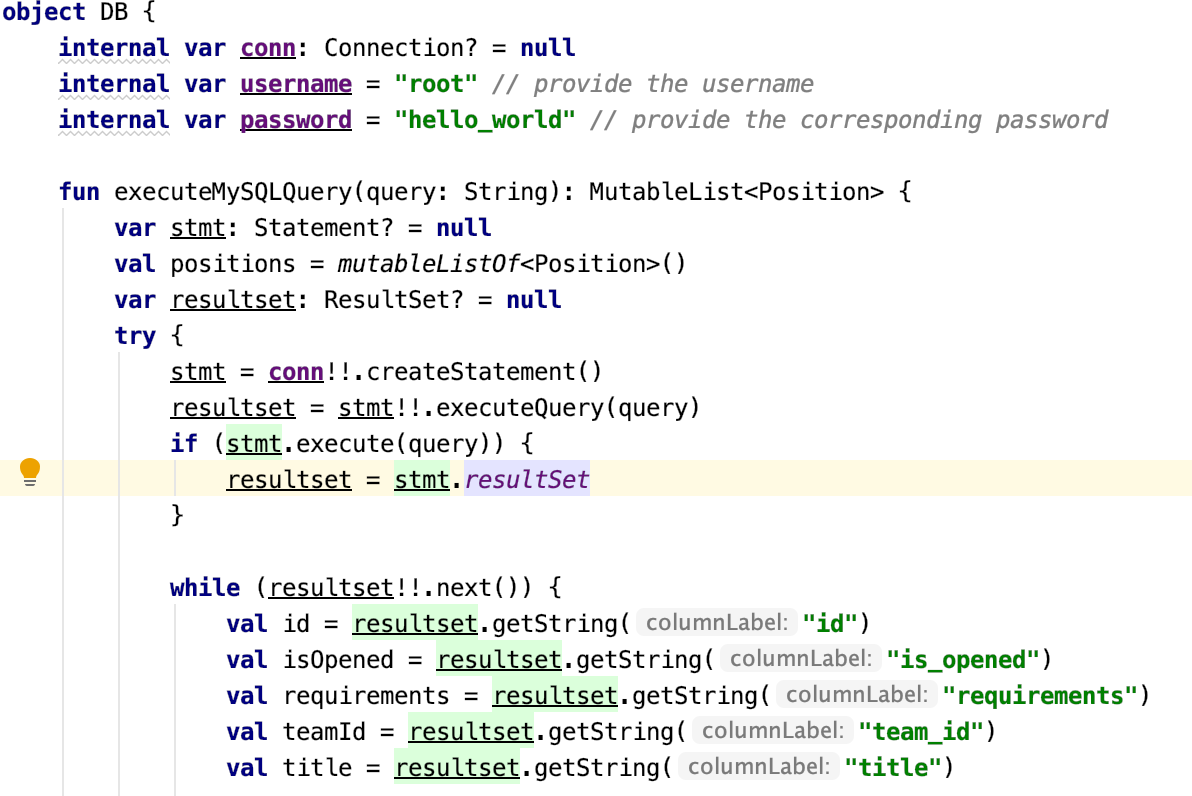 object DB {
    internal var conn: Connection? = null
    internal var username = "root" // provide the username
    internal var password = "hello_world" // provide the corresponding password

    fun executeMySQLQuery(query: String): MutableList<Position> {
        var stmt: Statement? = null
        val positions = mutableListOf<Position>()
        var resultset: ResultSet? = null
        try {
            stmt = conn!!.createStatement()
            resultset = stmt!!.executeQuery(query)
            if (stmt.execute(query)) {
                resultset = stmt.resultSet
            }

            while (resultset!!.next()) {
                val id = resultset.getString( columnLabel: "id")
                val isOpened = resultset.getString( columnLabel: "is_opened")
                val requirements = resultset.getString( columnLabel: "requirements")
                val teamId = resultset.getString( columnLabel: "team_id")
                val title = resultset.getString( columnLabel: "title")